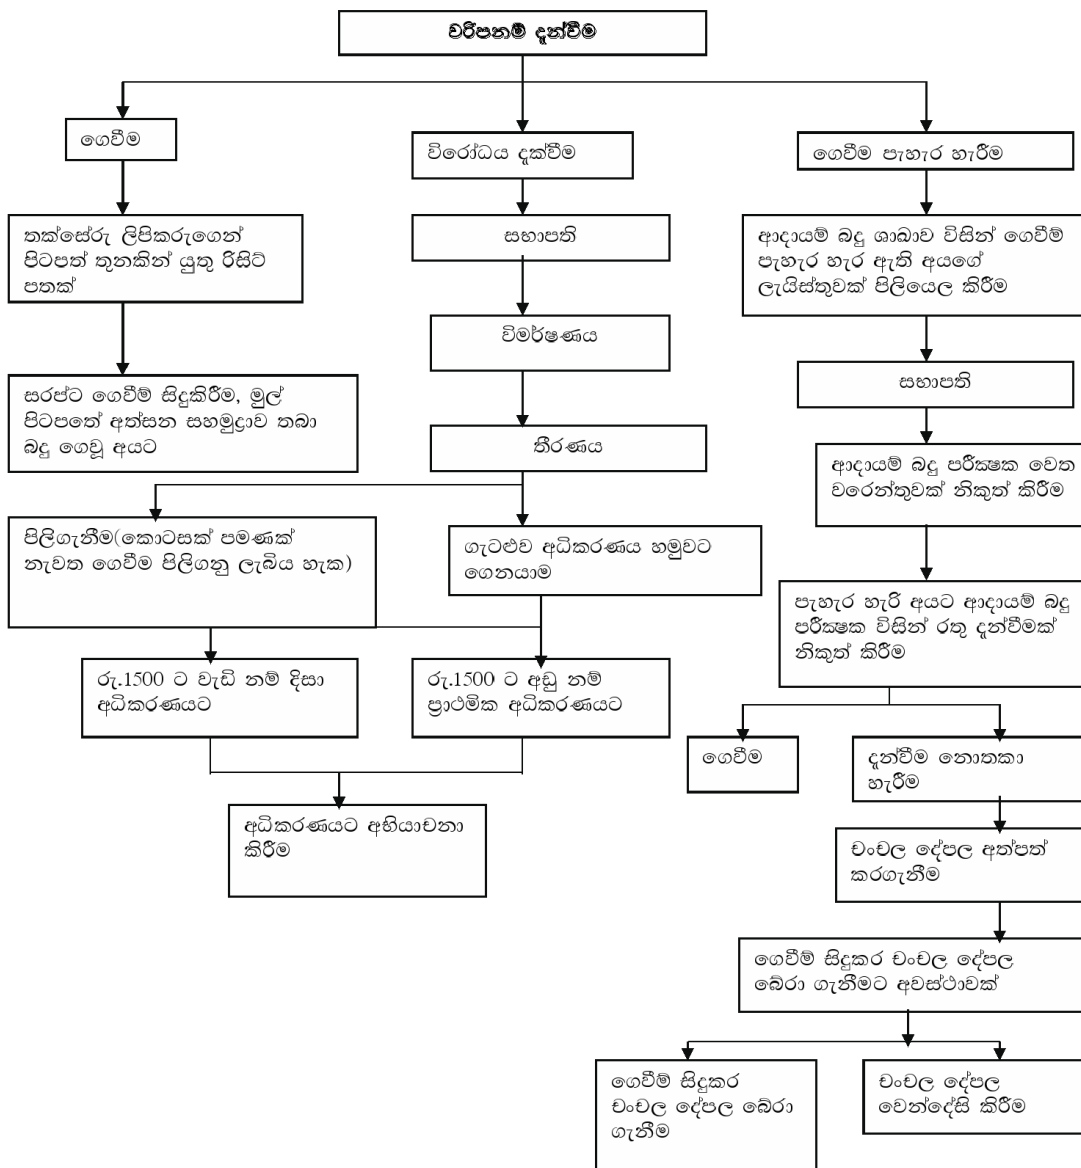 වරිපනම් දැන්වීම
ගෙවීම
විරෝධය දැක්වීම
ගෙවීම පැහැර හැරීම
තක්සේරු ලිපිකරුගෙන්
පිටපත් තුනකින් යුතු රිසිට්
පතක්
සභාපති
ආදායම් බදු ශාඛාව විසින් ගෙවීම්
පැහැර හැර ඇති අයගේ
ලැයිස්තුවක් පිලියෙල කිරීම
විමර්ෂණය
සභාපති
සරප්ට ගෙවීම් සිදුකිරීම, මුල්
පිටපතේ අත්සන සහමුද්‍රාව තබා
බදු ගෙවූ අයට
තීරණය
ආදායම් බදු පරීක්‍ෂක වෙත
වරෙන්තුවක් නිකුත් කිරීම
පිලිගැනීම(කොටසක් පමණක්
නැවත ගෙවීම පිලිගනු ලැබිය හැක)
ගැටළුව අධිකරණය හමුවට
ගෙනයාම
පැහැර හැරි අයට ආදායම් බදු
පරීක්‍ෂක විසින් රතු දැන්වීමක්
නිකුත් කිරීම
රු.1500 ට වැඩි නම් දිසා
අධිකරණයට
රු.1500 ට අඩු නම්
ප්‍රාථමික අධිකරණයට
ගෙවීම
දැන්වීම නොතකා
හැරීම
අධිකරණයට අභියාචනා
කිරීම
චංචල දේපල අත්පත්
කරගැනීම
ගෙවීම් සිදුකර චංචල දේපල
බේරා ගැනීමට අවස්ථාවක්
ගෙවීම් සිදුකර
චංචල දේපල බේරා
ගැනීම
චංචල දේපල
වෙන්දේසි කිරීම